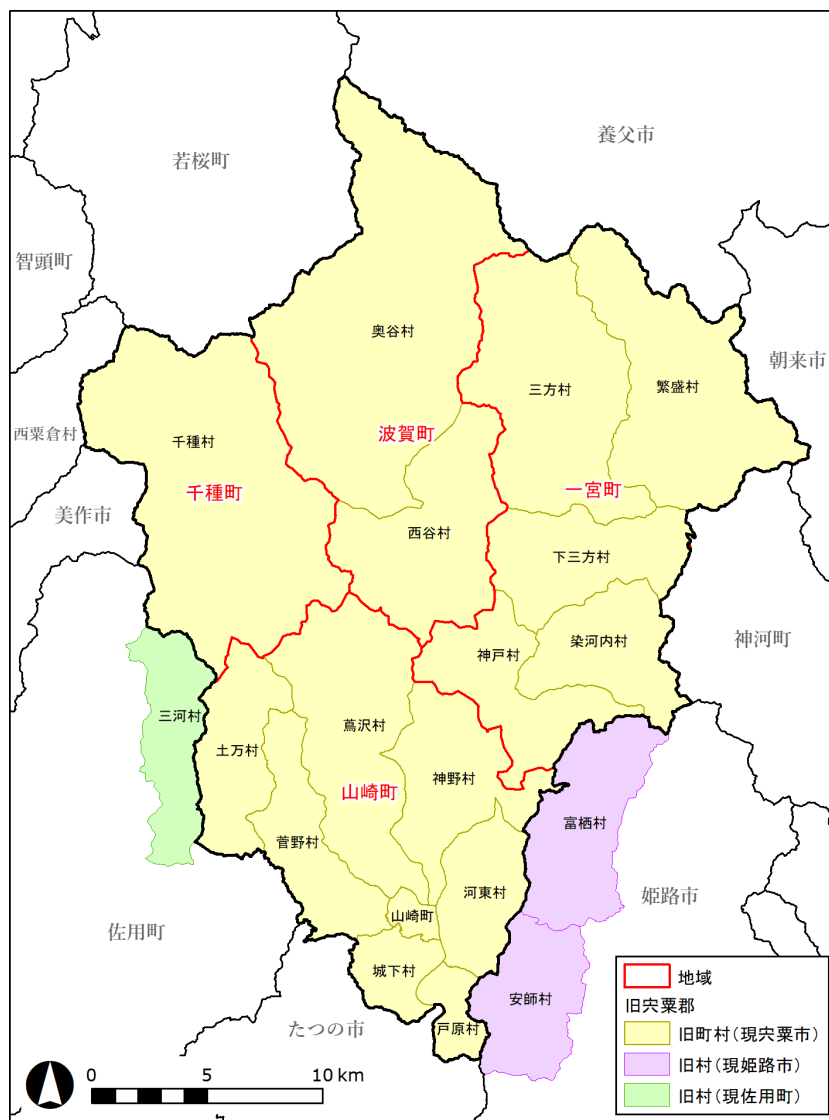 養父市
若桜町
智頭町
奥谷村
朝来市
三方村
繁盛村
西粟倉村
千種村
波賀町
千種町
一宮町
美作市
西谷村
下三方村
神戸村
染河内村
神河町
三河村
土万村
蔦沢村
神野村
山崎町
富栖村
菅野村
河東村
姫路市
山崎町
佐用町
城下村
安師村
たつの市
戸原村
地域
旧宍粟郡
旧町村(現宍粟市)
旧村(現姫路市)
旧村(現佐用町)
0 5 10 km